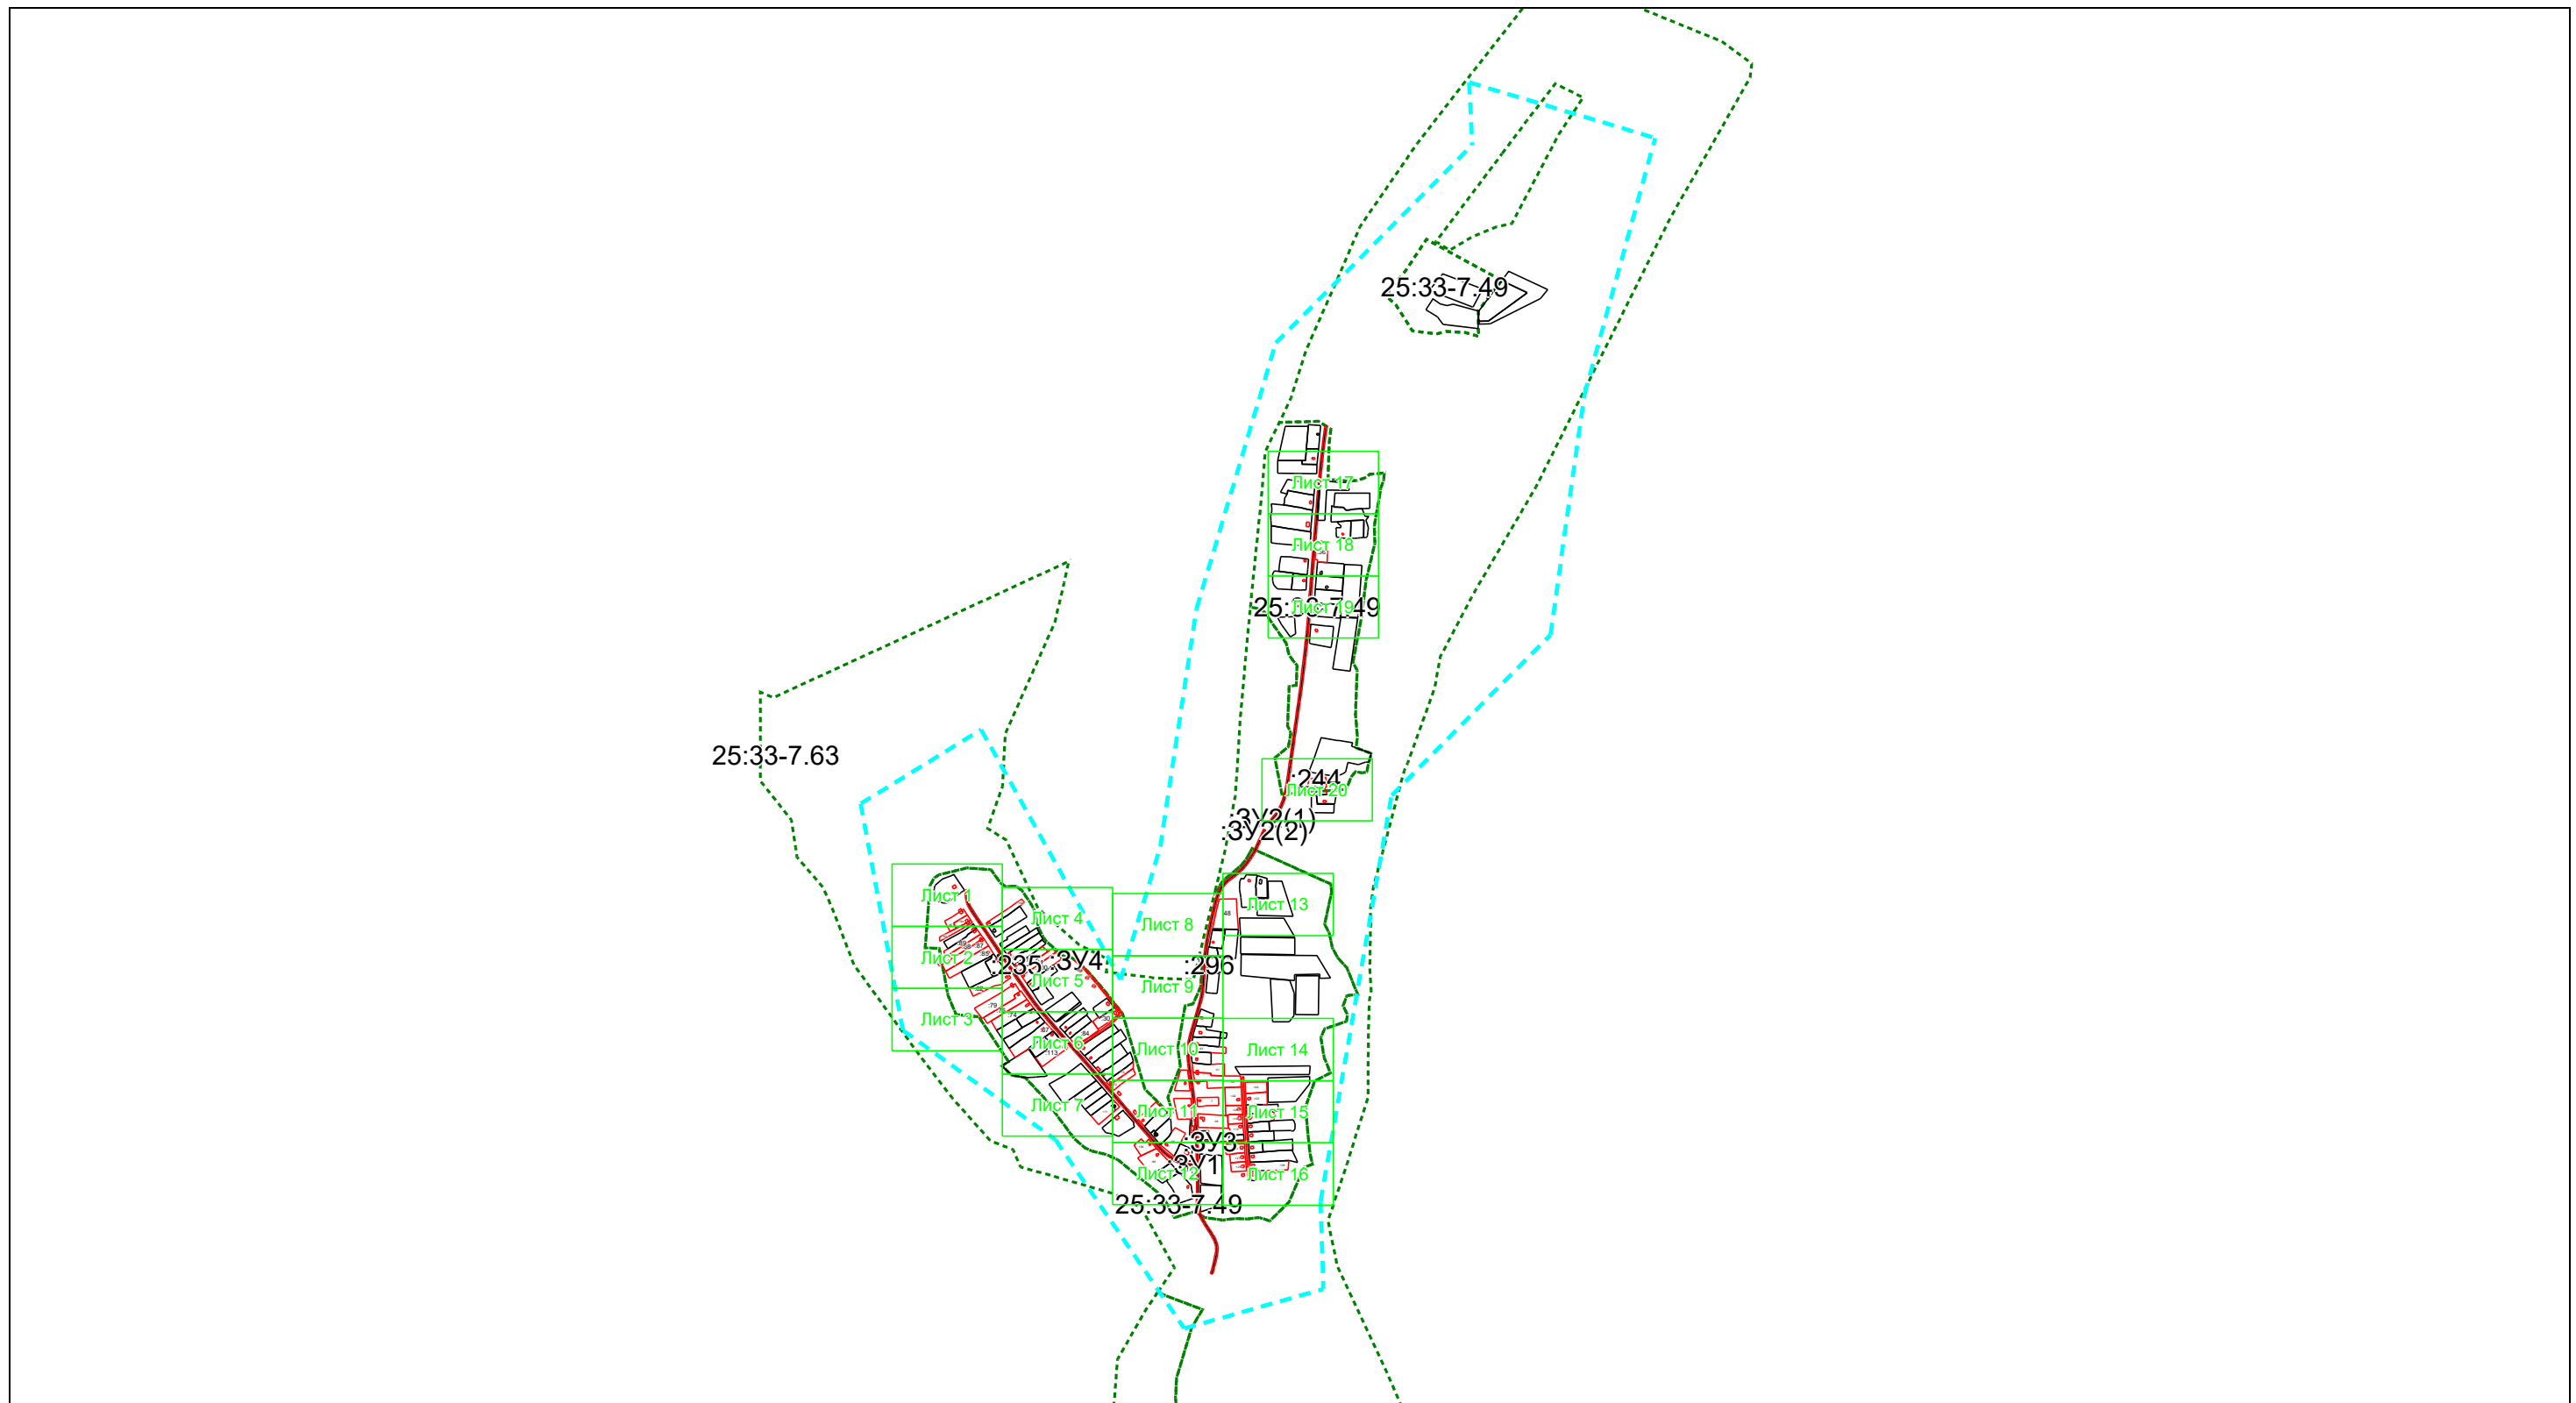 25:33-7.49
Лист 17
Лист 18
25:33-7.49
Лист 19
25:33-7.63
:244
Лист 20
:ЗУ2(1)
:ЗУ2(2)
Лист 1
Лист 4
Лист 8
Лист 13
48
Лист 2
:235
:ЗУ4
:296
Лист 5
Лист 9
:79
Лист 3
Лист 6
:113
Лист 10
Лист 14
Лист 7
Лист 11
Лист 15
:ЗУ3
:ЗУ1
Лист 12
Лист 16
25:33-7.49